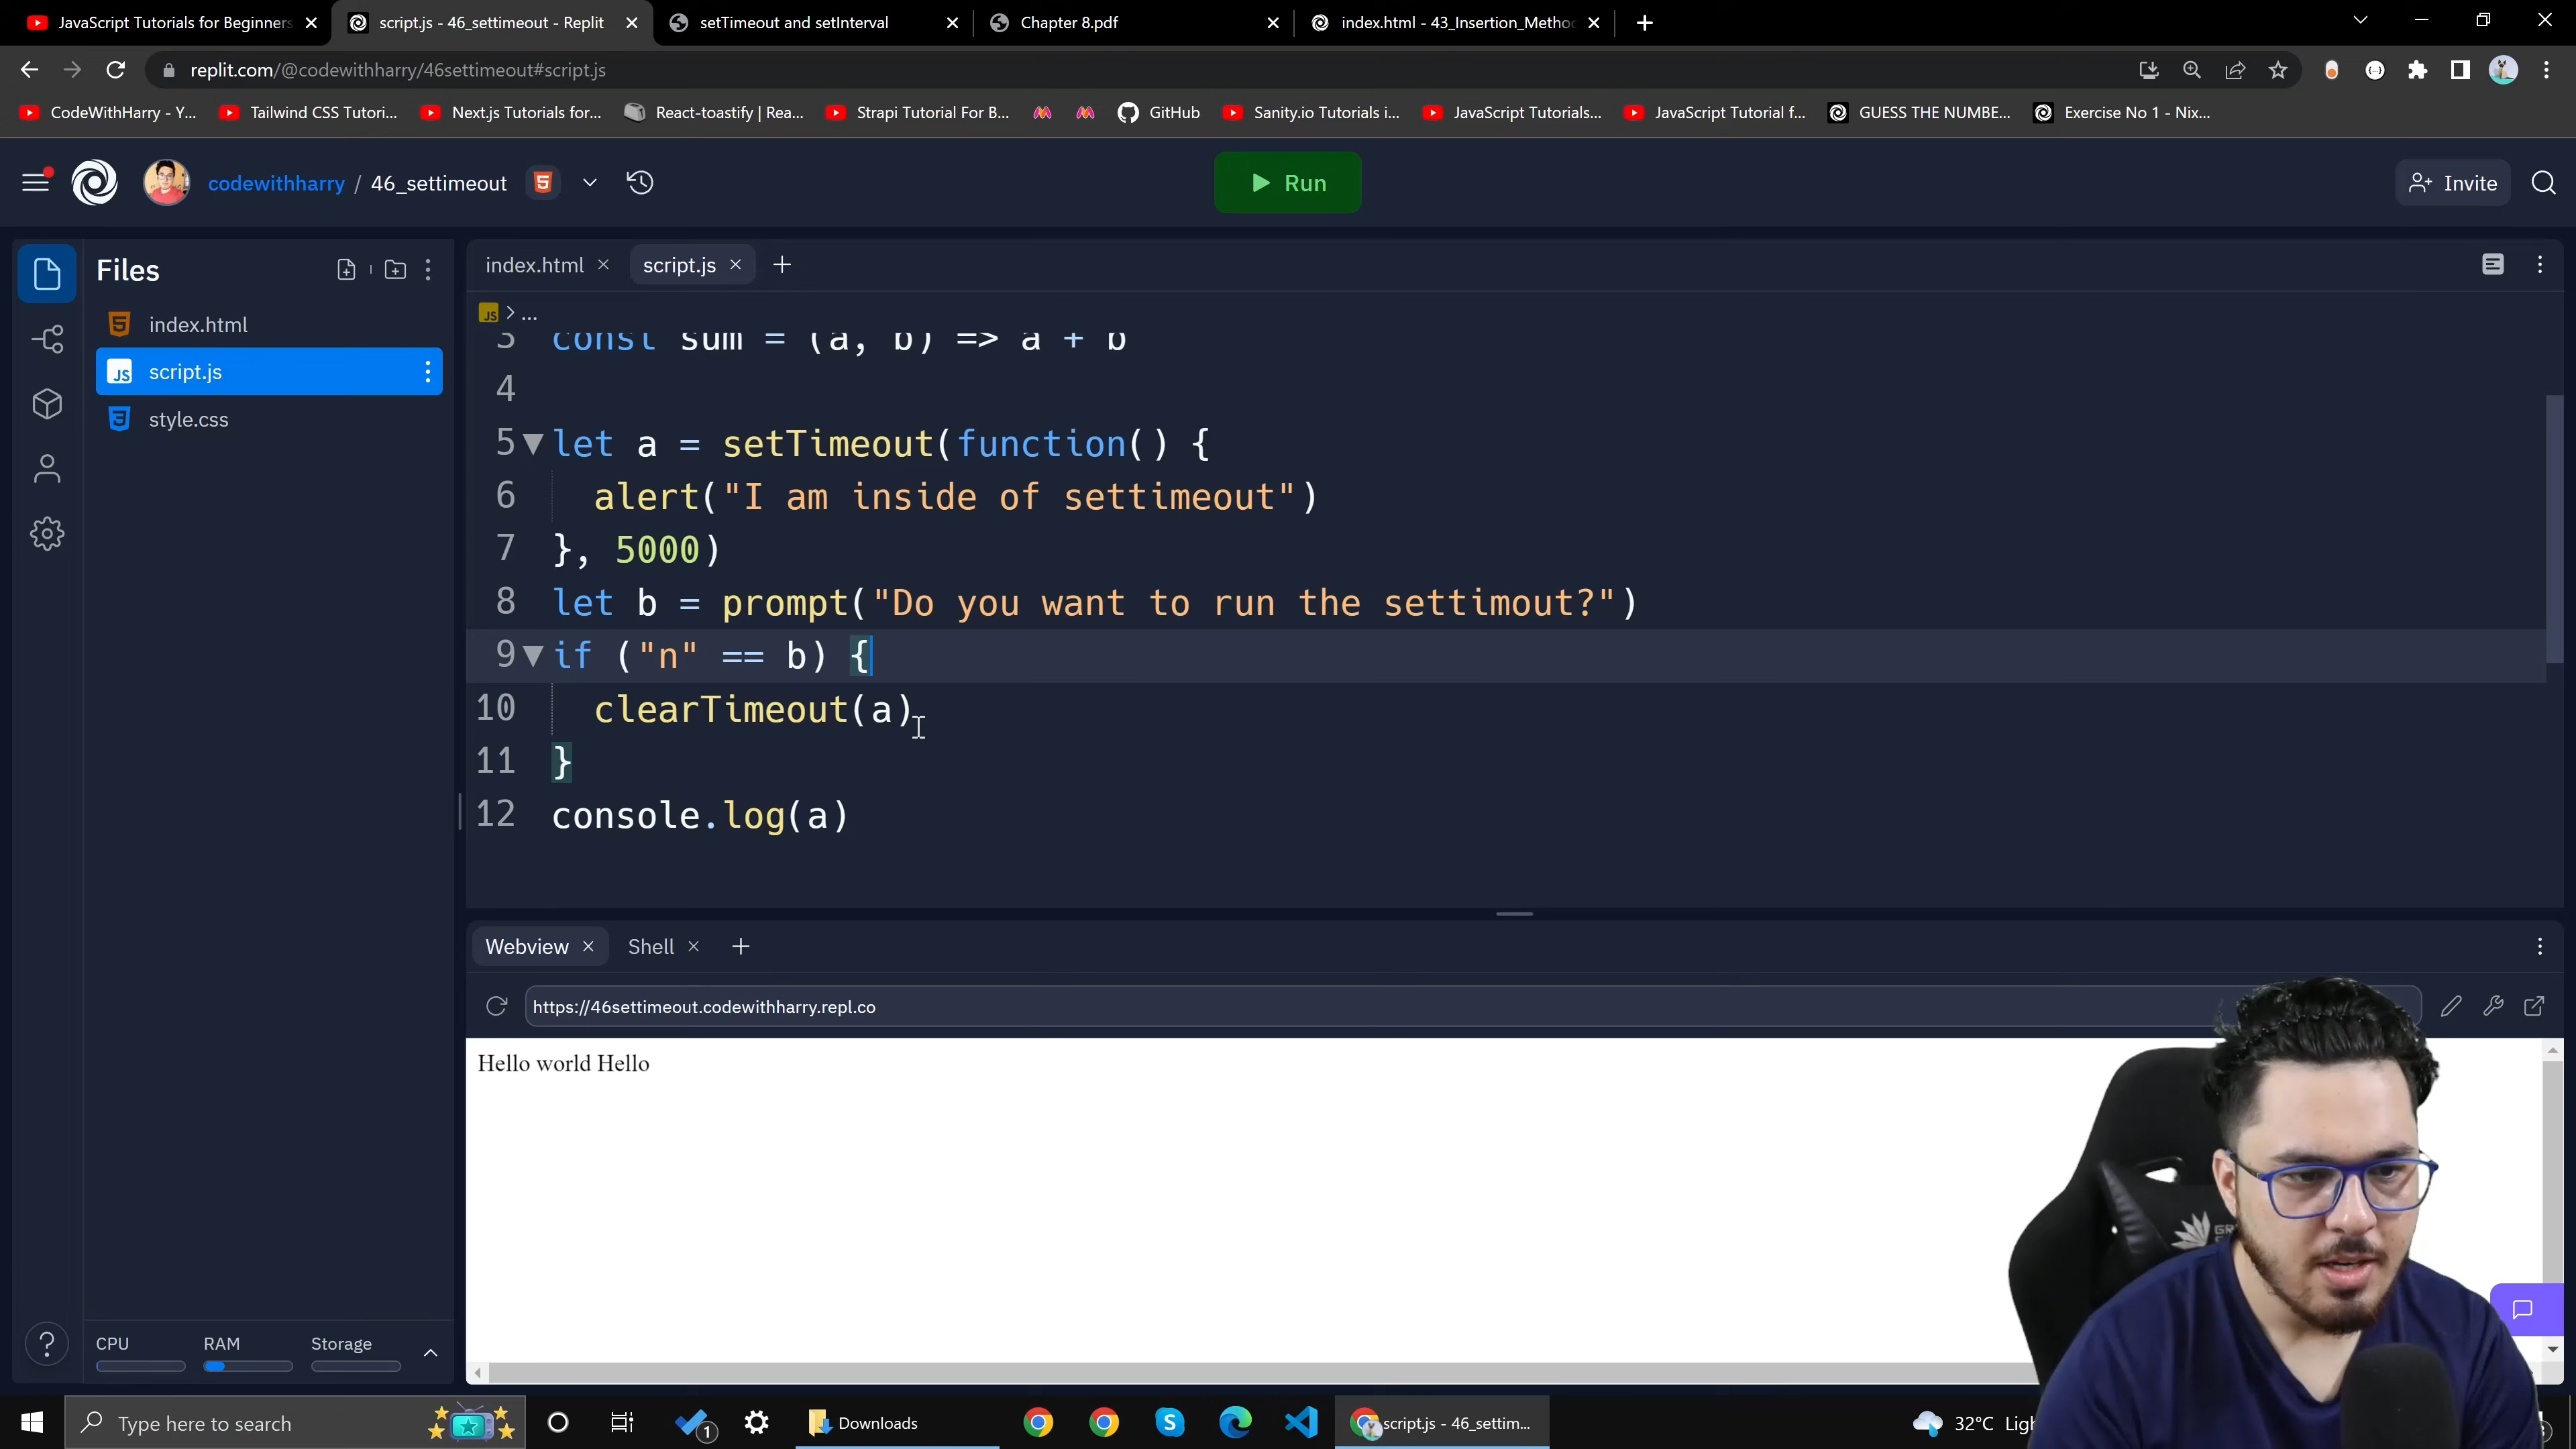 JavaScript Tutorials for Beginners
script.js - 46_settimeout - Replit
setTimeout and setInterval
Chapter 8.pdf
index.html - 43_Insertion_Metho
replit.com/@codewithharry/46settimeout#script.js
CodeWithHarry - Y...
Tailwind CSS Tutori...
Next.js Tutorials for...
React-toastify | Rea...
Strapi Tutorial For B...
GitHub
Sanity.io Tutorials i...
JavaScript Tutorials...
JavaScript Tutorial f...
GUESS THE NUMBE...
Exercise No 1 - Nix...
codewithharry / 46_settimeout
Run
Invite
Files
index.html
script.js
style.css
index.html
script.js
JS > ...
3 const sum = (a, b) => a + b
4
5 let a = setTimeout(function() {
6 alert("I am inside of settimeout")
7 }, 5000)
8 let b = prompt("Do you want to run the settimout?")
9 if ("n" == b) {
10 clearTimeout(a)
11 }
12 console.log(a)
Webview
Shell
https://46settimeout.codewithharry.repl.co
Hello world Hello
CPU
RAM
Storage
Type here to search
1
Downloads
script.js - 46_settim...
32°C